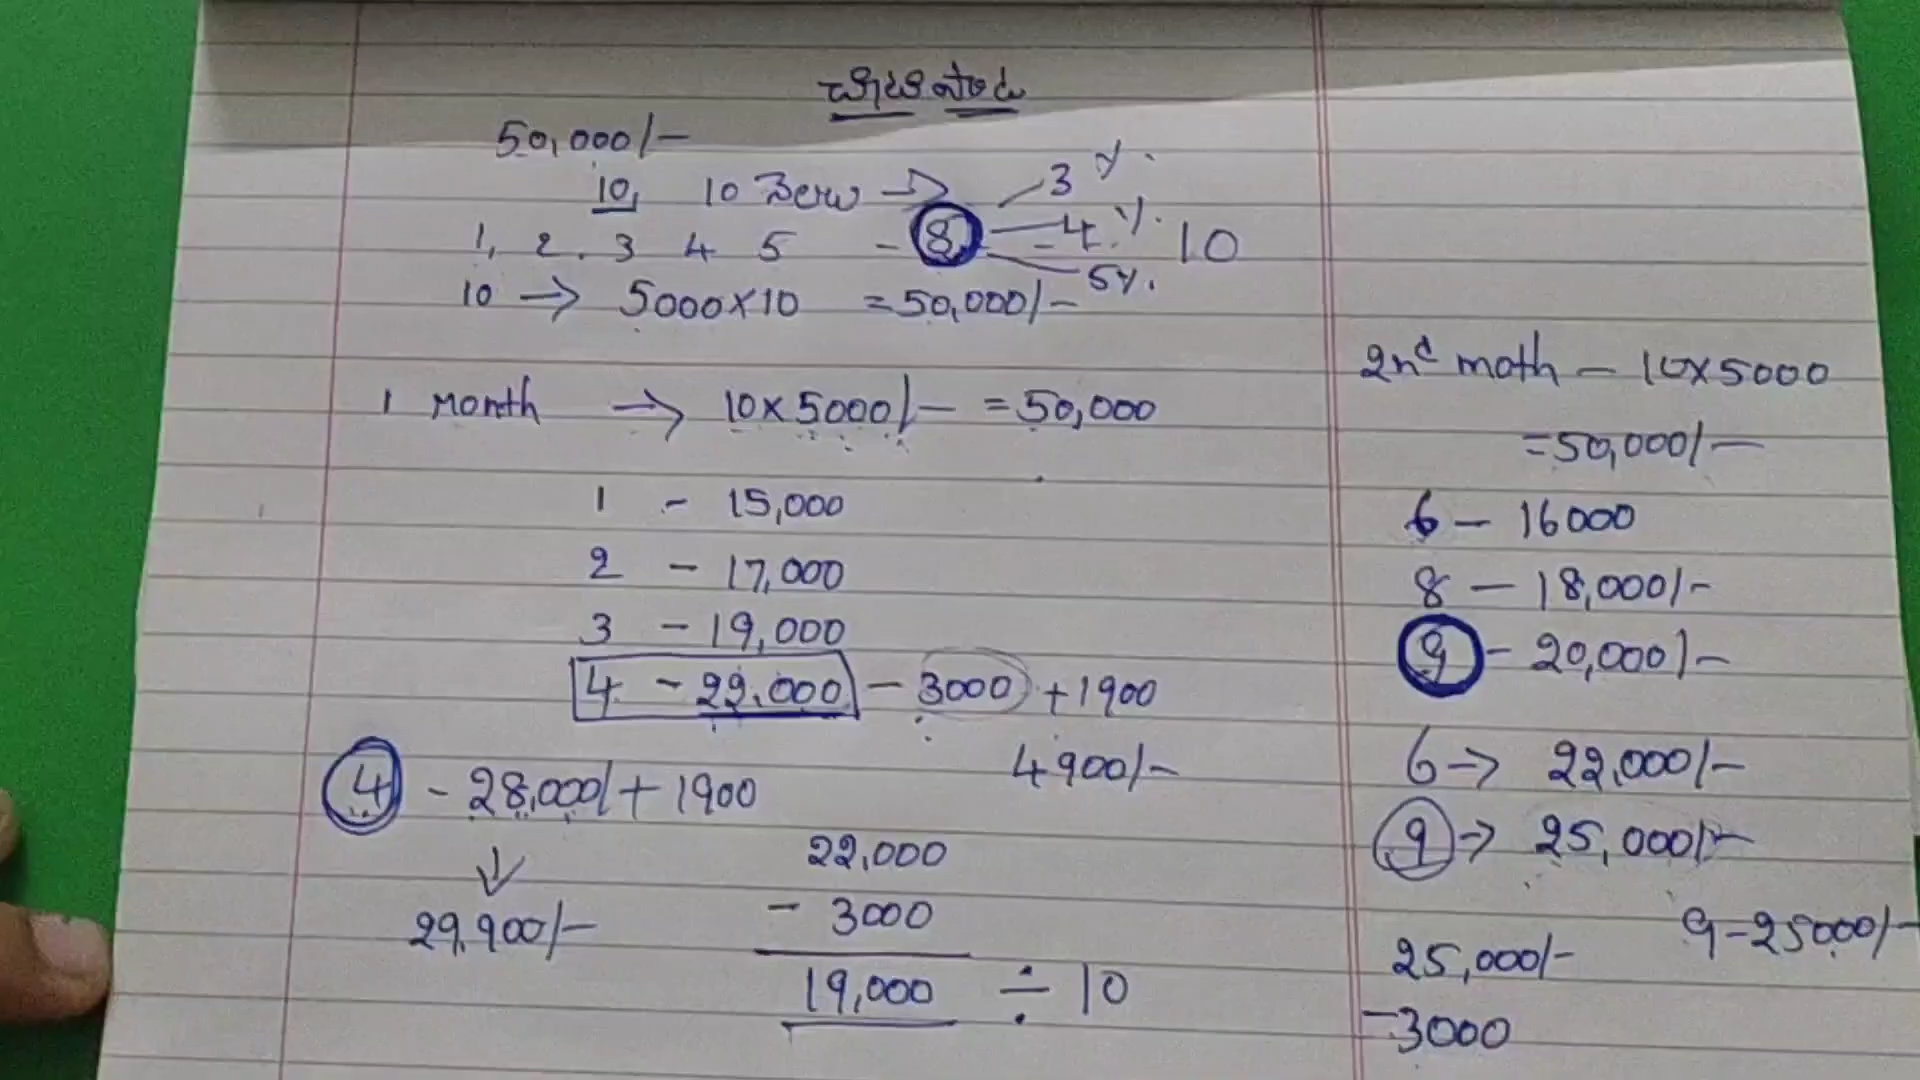 50,000/-
10, 10 నెలలు → 3 %.
1, 2. 3 4 5 - 8 - 4 %. 10
5%.
10 → 5000×10 = 50,000/-
1 Month → 10×5000/- = 50,000
1 - 15,000
2 - 17,000
3 - 19,000
4 - 22,000 - 3000 + 1900
4900/-
4 - 28,000/ + 1900
↓
29,900/-
22,000
- 3000
19,000 ÷ 10
2nd moth - 10×5000
= 50,000/-
6 - 16000
8 - 18,000/-
9 - 20,000/-
6 → 22,000/-
9 → 25,000/-
9 - 25000/-
25,000/-
- 3000